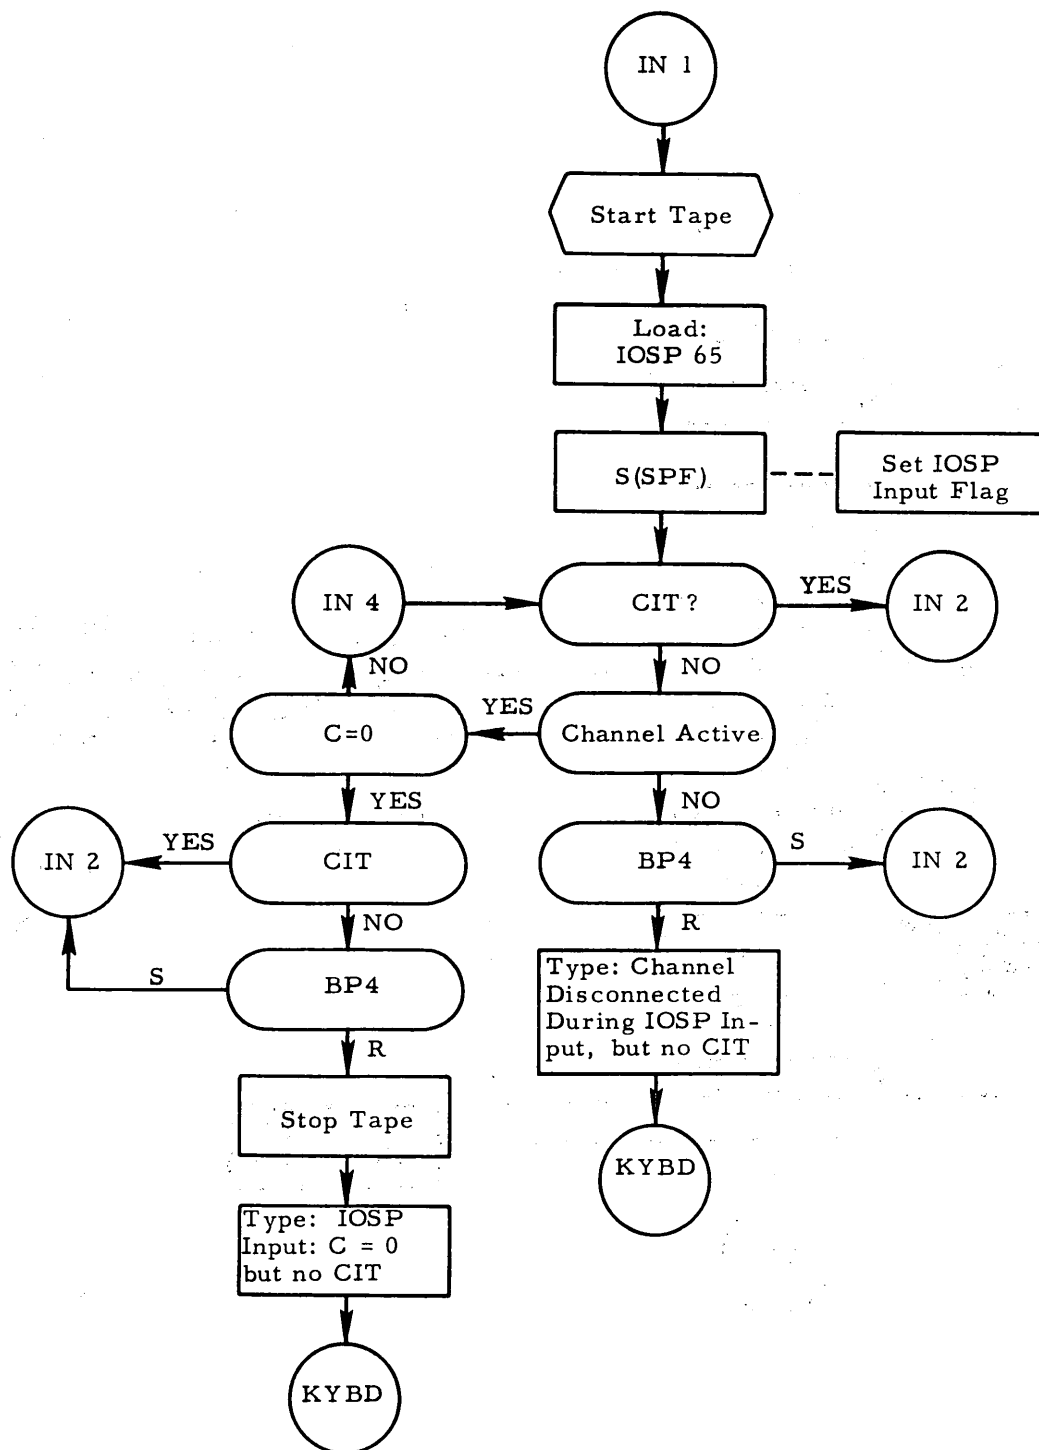 IN 1
Start Tape
Load:
IOSP 65
S(SPF)
Set IOSP
Input Flag
IN 4
CIT ?
YES
IN 2
NO
NO
C=0
YES
Channel Active
YES
NO
IN 2
YES
CIT
BP4
S
IN 2
NO
R
S
BP4
Type: Channel
Disconnected
During IOSP In-
put, but no CIT
R
Stop Tape
KYBD
Type: IOSP
Input: C = 0
but no CIT
KYBD